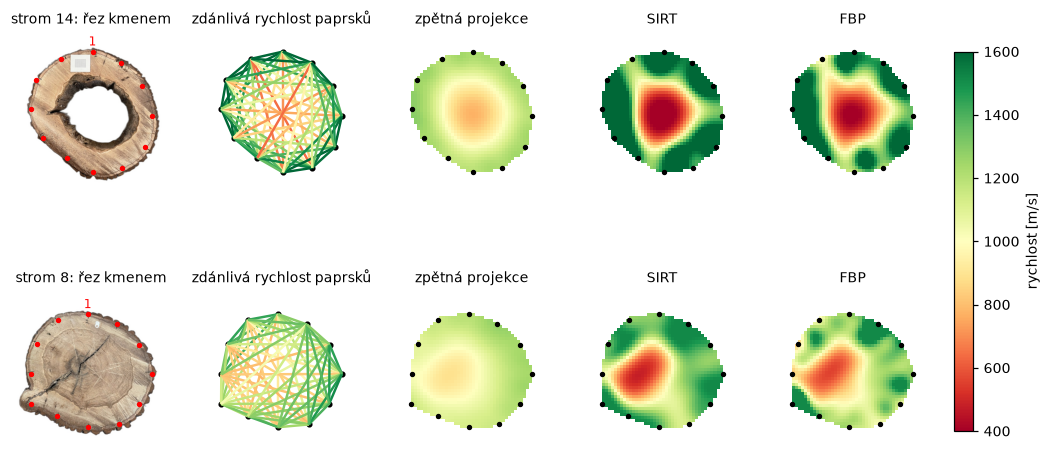 strom 14: řez kmenem
zdánlivá rychlost paprsků
zpětná projekce
SIRT
FBP
1
strom 8: řez kmenem
zdánlivá rychlost paprsků
zpětná projekce
SIRT
FBP
1
1600
1400
1200
1000
800
600
400
rychlost [m/s]